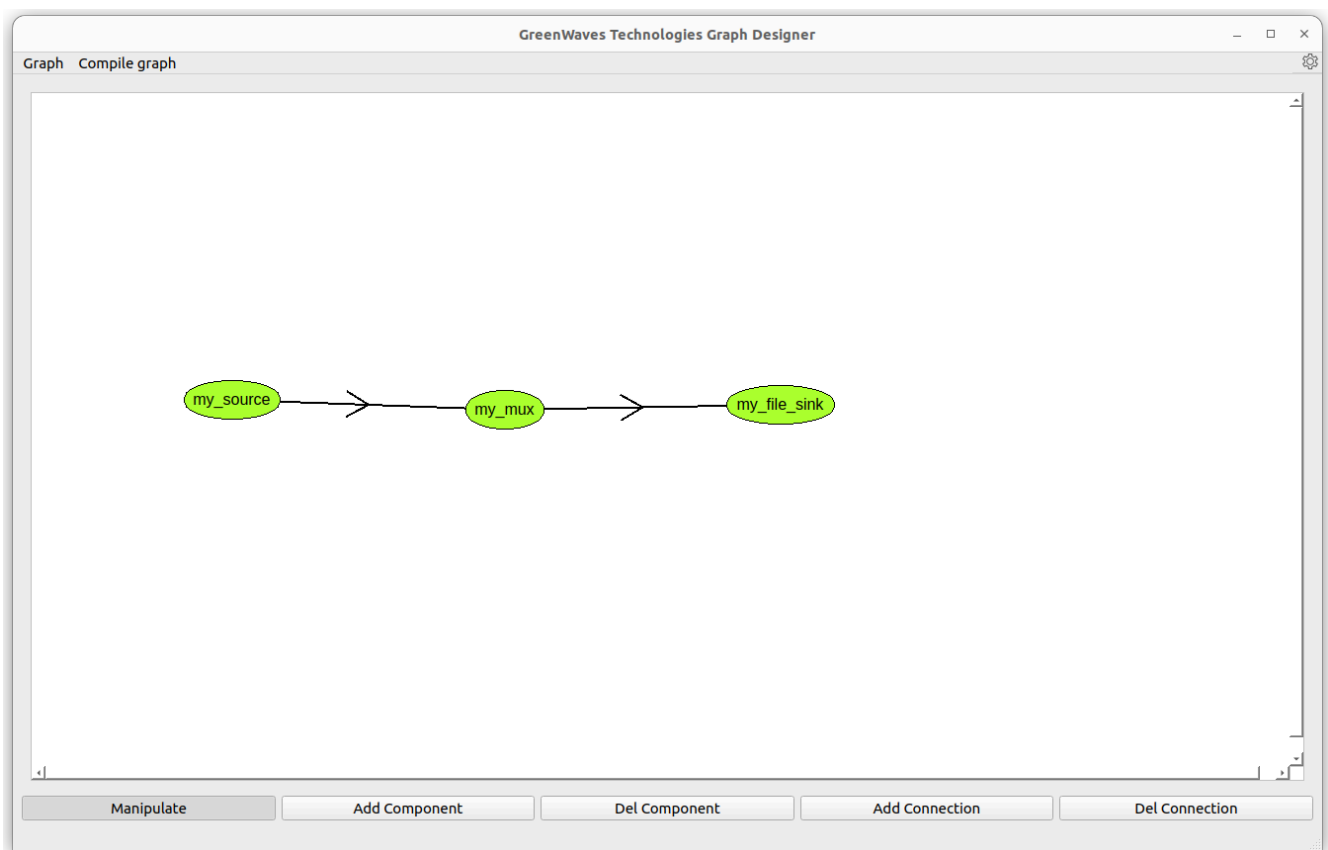 GreenWaves Technologies Graph Designer
Graph Compile graph
my_source
my_mux
my_file_sink
Manipulate Add Component Del Component Add Connection Del Connection